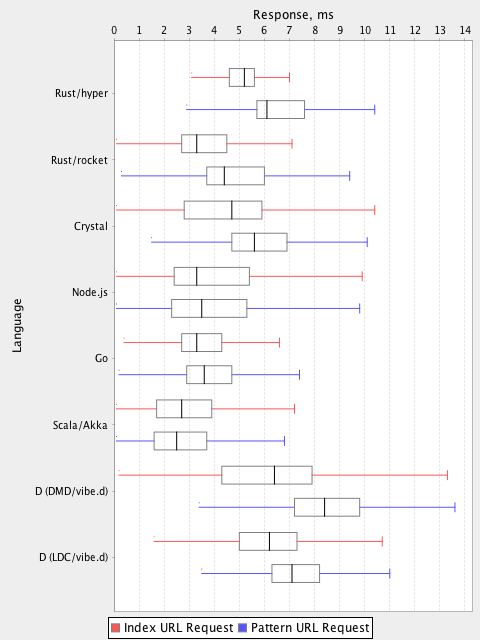 Response, ms
0 1 2 3 4 5 6 7 8 9 10 11 12 13 14
Language
Rust/hyper
Rust/rocket
Crystal
Node.js
Go
Scala/Akka
D (DMD/vibe.d)
D (LDC/vibe.d)
Index URL Request Pattern URL Request